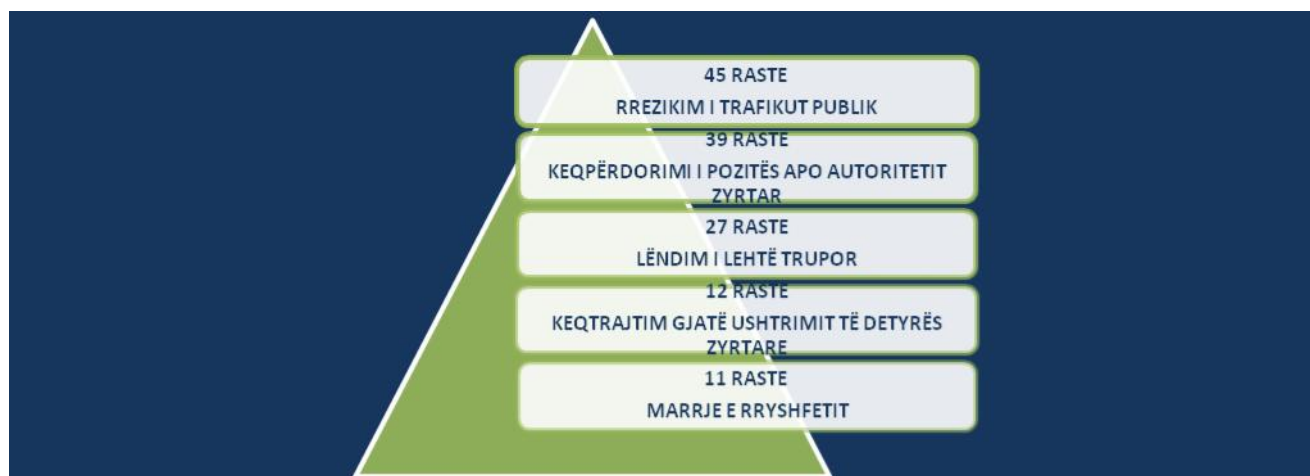 45 RASTE
RREZIKIM I TRAFIKUT PUBLIK
39 RASTE
KEQPËRDORIMI I POZITËS APO AUTORITETIT
ZYRTAR
27 RASTE
LËNDIM I LEHTË TRUPOR
12 RASTE
KEQTRAJTIM GJATË USHTRIMIT TË DETYRËS
ZYRTARE
11 RASTE
MARRJE E RRYSHFETIT